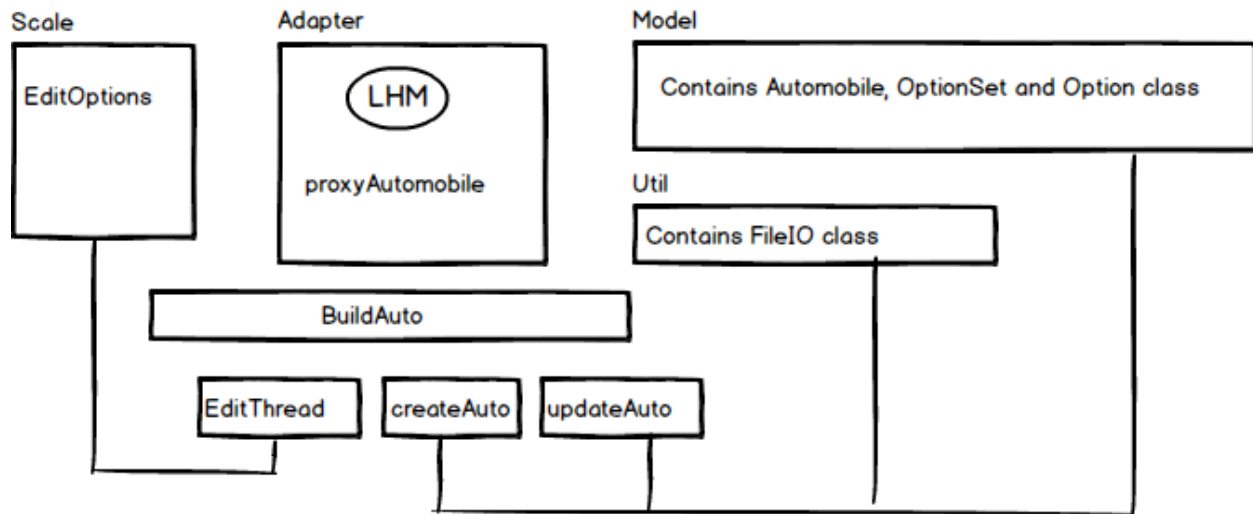 Scale
Adapter
Model
EditOptions
LHM
Contains Automobile, OptionSet and Option class
proxyAutomobile
Util
Contains FileIO class
BuildAuto
EditThread
createAuto
updateAuto